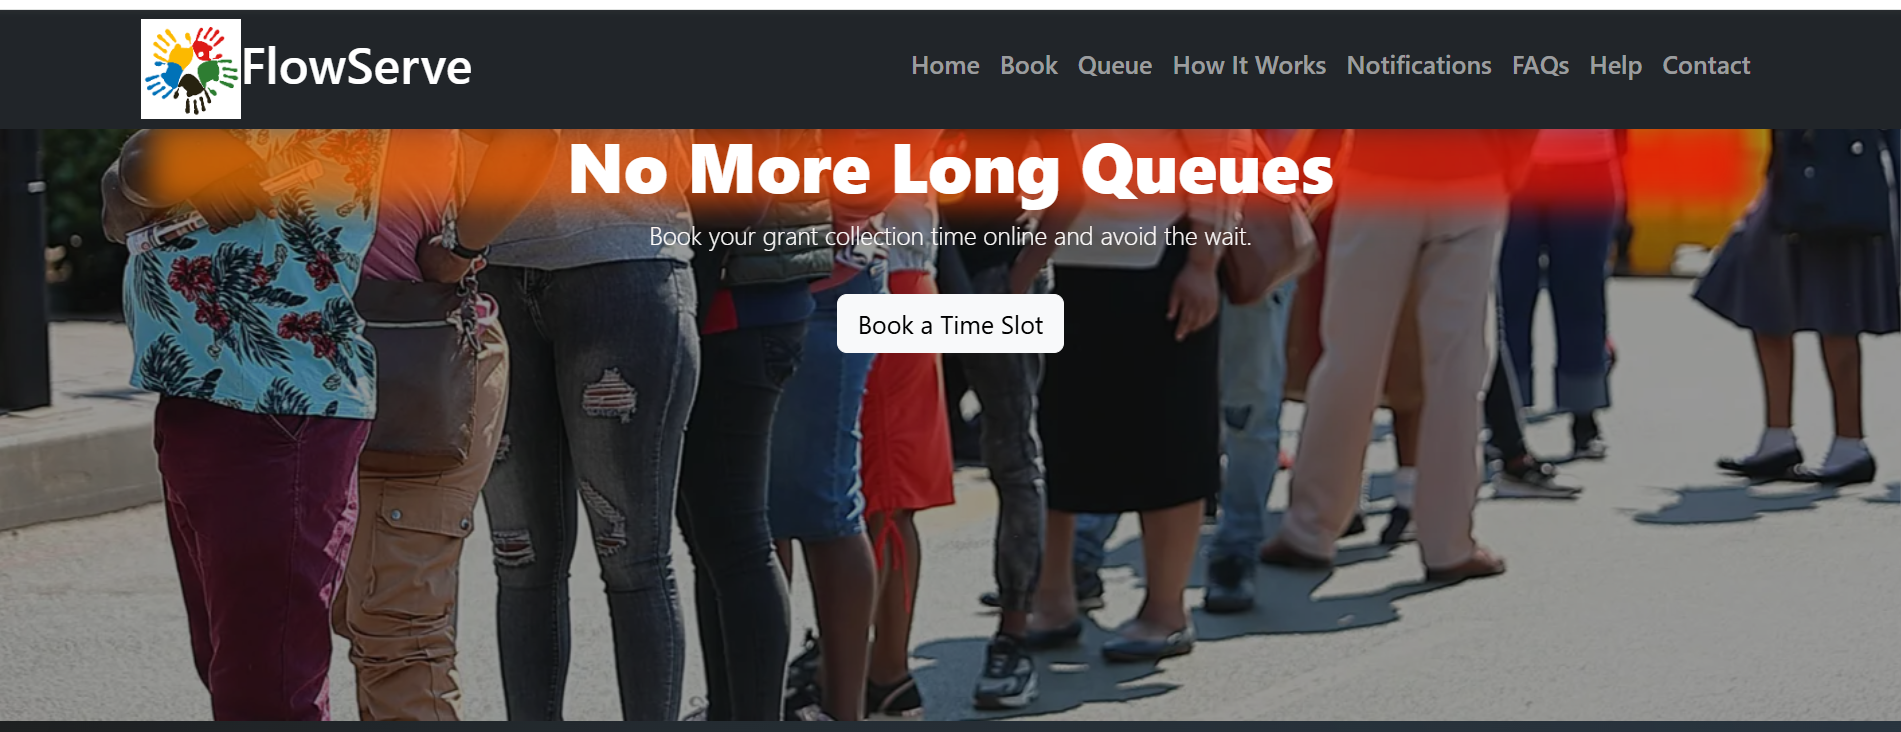 FlowServe
Home Book Queue How It Works Notifications FAQs Help Contact
No More Long Queues
Book your grant collection time online and avoid the wait.
Book a Time Slot